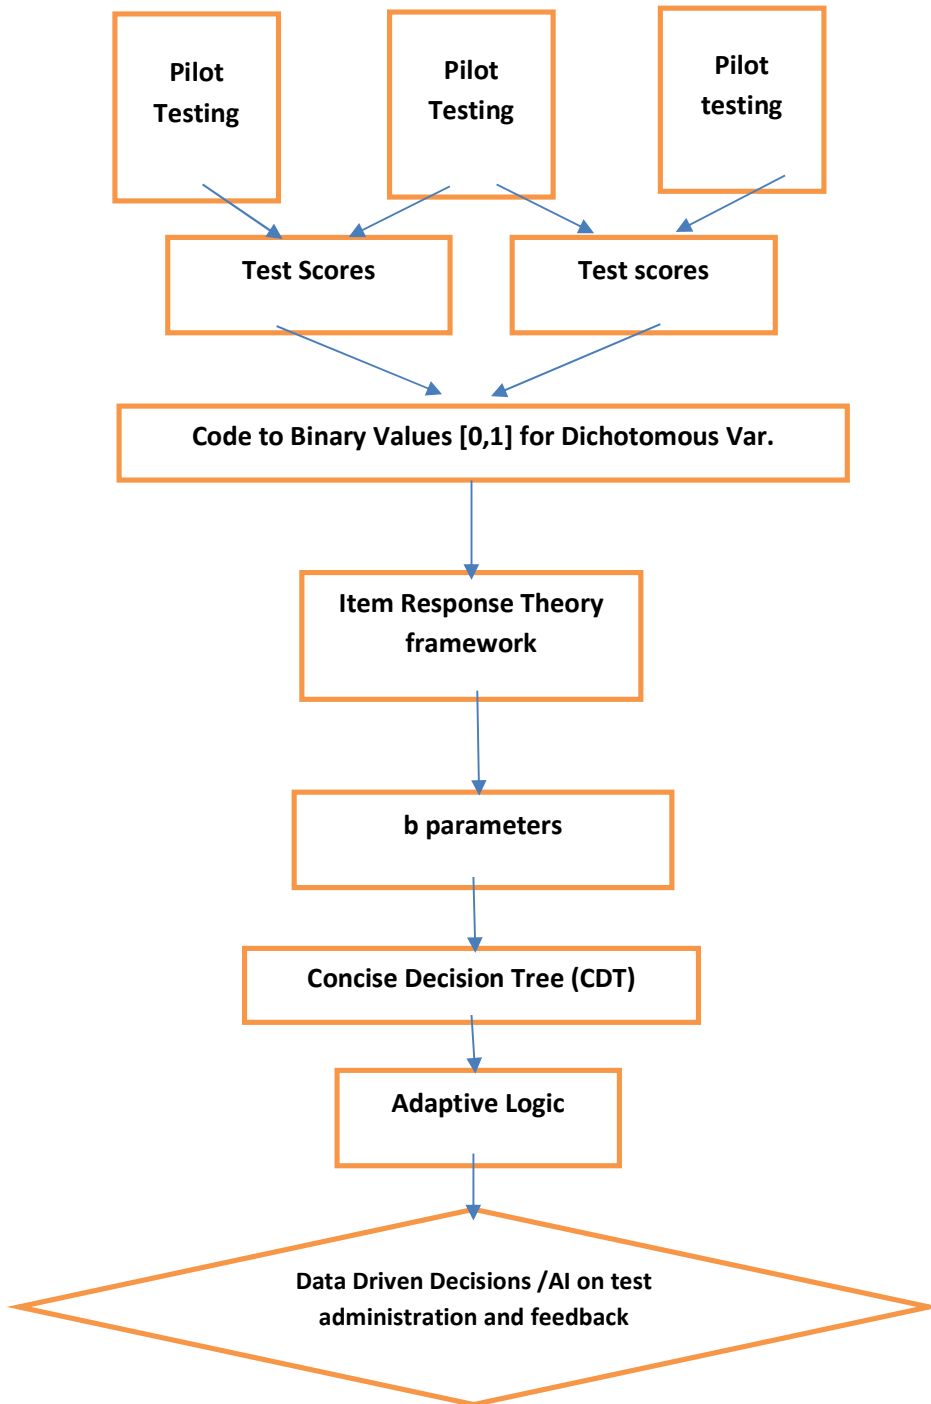 Pilot
Testing
Pilot
Testing
Pilot
testing
Test Scores
Test scores
Code to Binary Values [0,1] for Dichotomous Var.
Item Response Theory
framework
b parameters
Concise Decision Tree (CDT)
Adaptive Logic
Data Driven Decisions /AI on test
administration and feedback